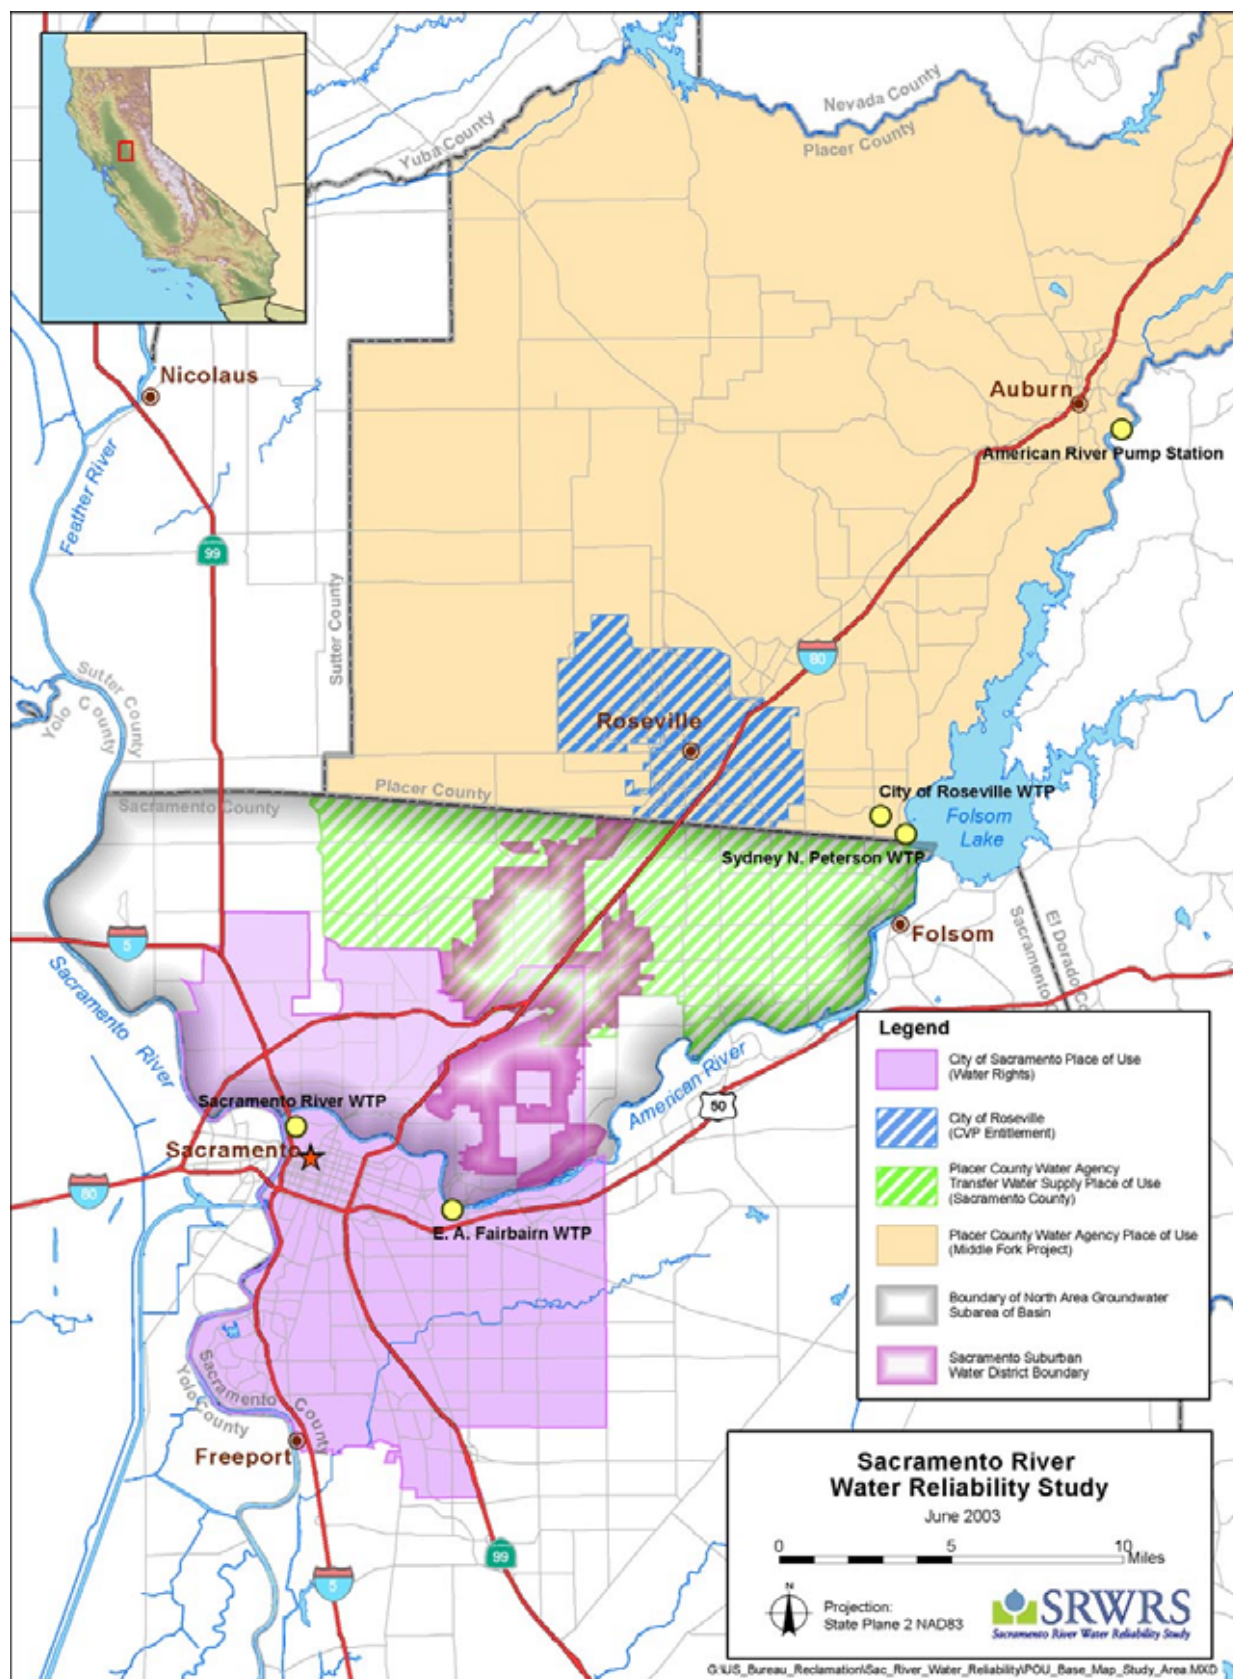 Nevada County
Placer County
Yuba County
Nicolaus
Auburn
American River Pump Station
Feather River
99
Sutter County
80
Sutter County
Yolo County
Roseville
Placer County
Sacramento County
City of Roseville WTP
Folsom
Lake
Sydney N. Peterson WTP
5
Folsom
El Dorado Co
Sacramento C
Sacramento River
American River
50
Sacramento River WTP
Sacramento
80
E. A. Fairbairn WTP
Sacramento County
Yolo County
Freeport
99
5
Legend
City of Sacramento Place of Use
(Water Rights)
City of Roseville
(CVP Entitlement)
Placer County Water Agency
Transfer Water Supply Place of Use
(Sacramento County)
Placer County Water Agency Place of Use
(Middle Fork Project)
Boundary of North Area Groundwater
Subarea of Basin
Sacramento Suburban
Water District Boundary
Sacramento River
Water Reliability Study
June 2003
0 5 10
Miles
N
Projection:
State Plane 2 NAD83
SRWRS
Sacramento River Water Reliability Study
G:\US_Bureau_Reclamation\Sac_River_Water_Reliability\POU_Base_Map_Study_Area.MXD